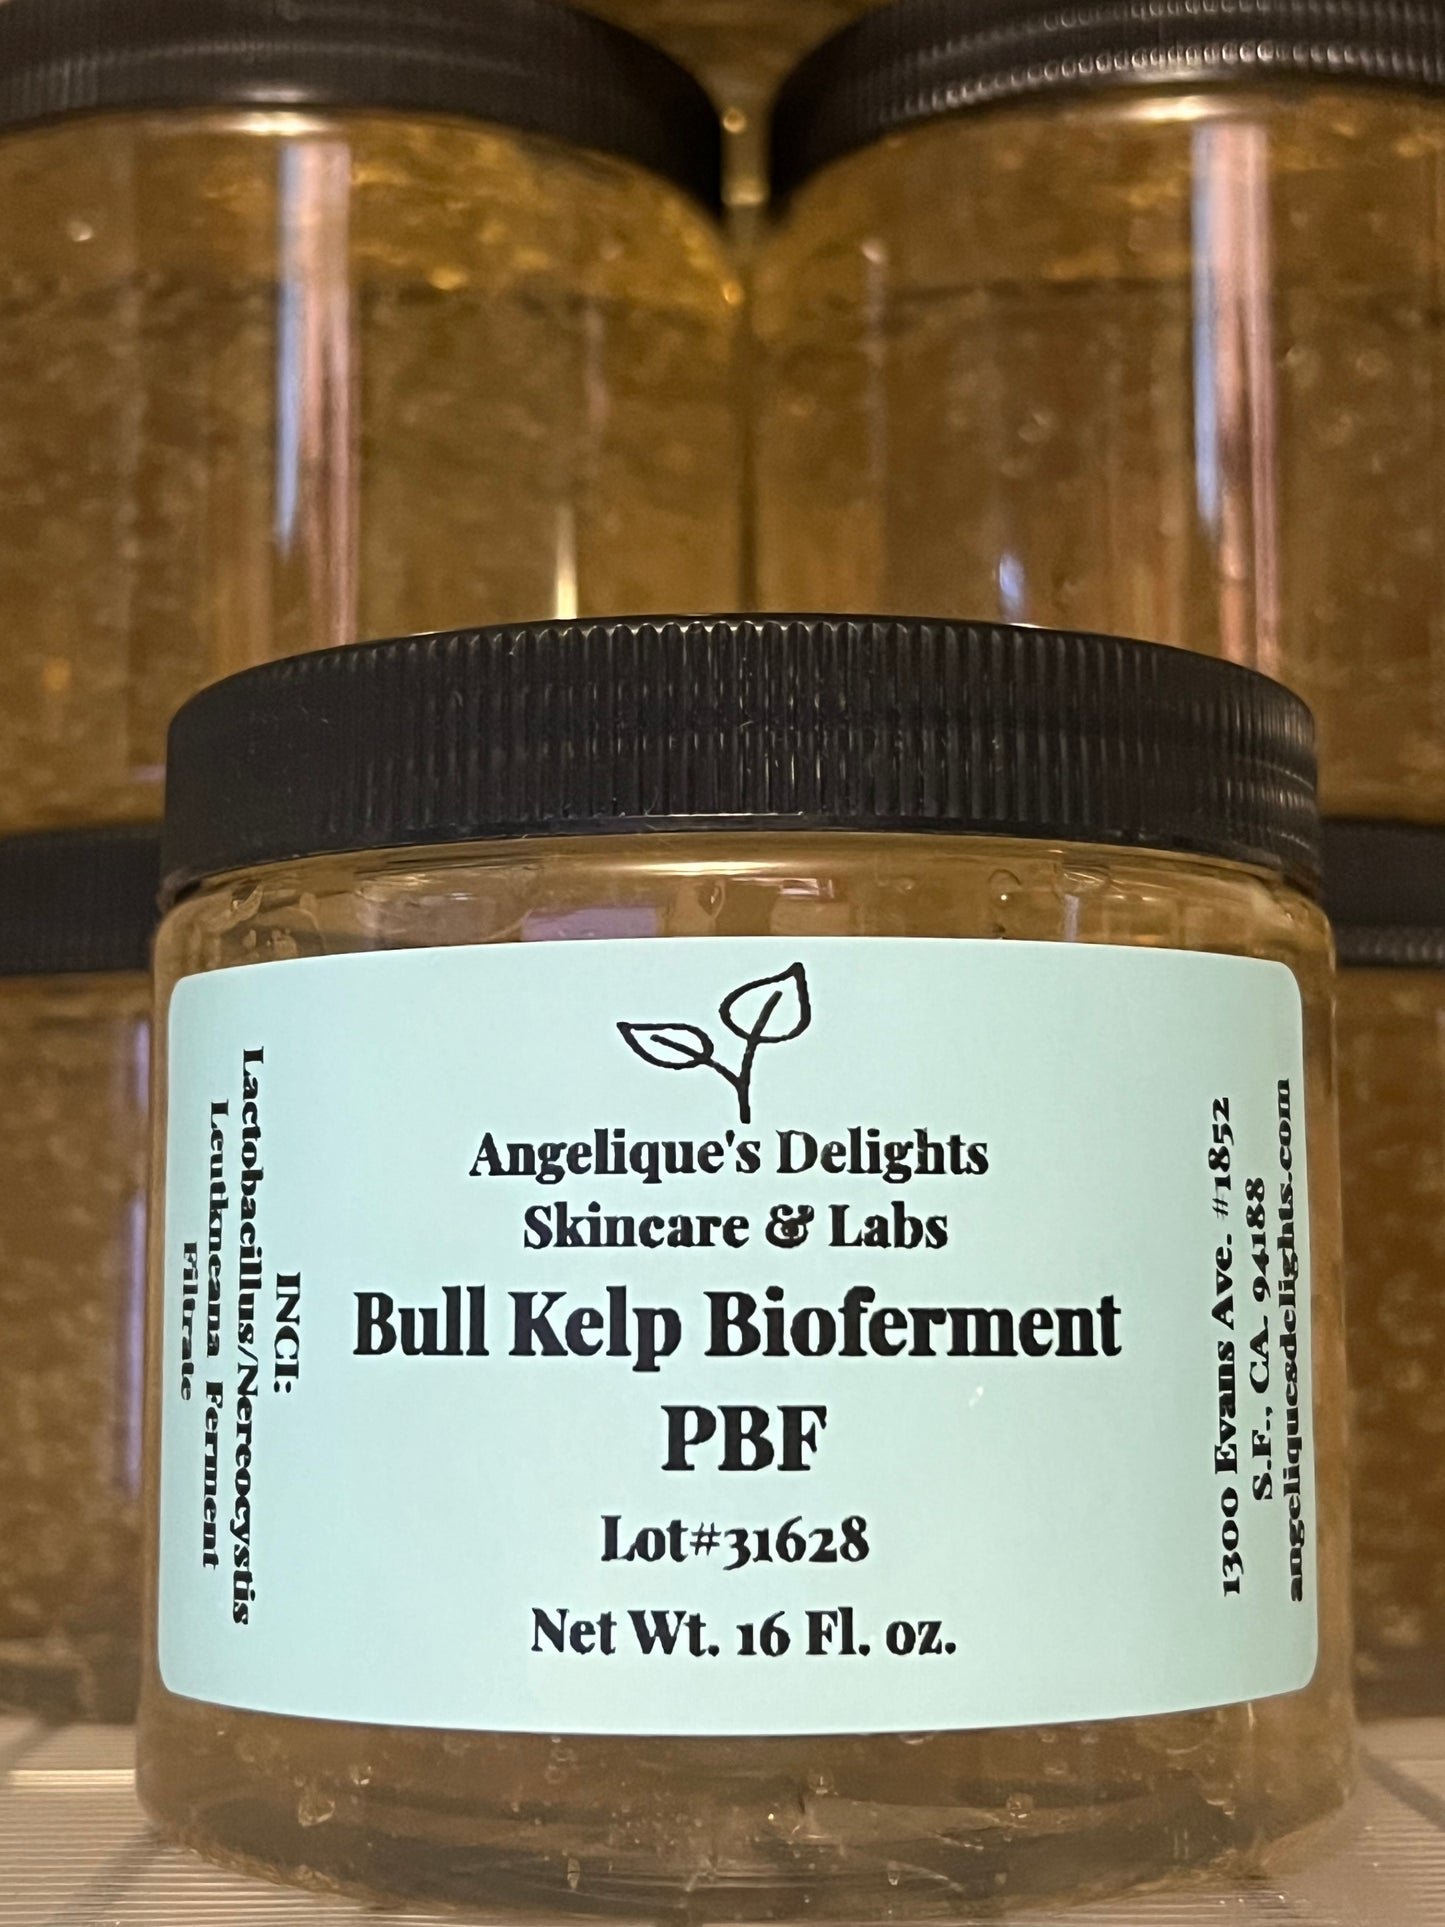 Angelique's Delights
Skincare & Labs
Bull Kelp Bioferment
PBF
Lot#31628
Net Wt. 16 Fl. oz.
INCI:
Lactobacillus/Nereocystis
Leutkneana Ferment
Filtrate
1300 Evans Ave. #1852
S.F., CA. 94188
angeliquesdelights.com